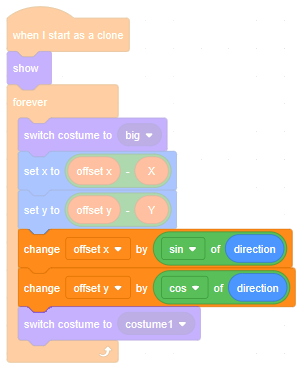 when I start as a clone
show
forever
switch costume to big
set x to offset x - X
set y to offset y - Y
change offset x by sin of direction
change offset y by cos of direction
switch costume to costume1